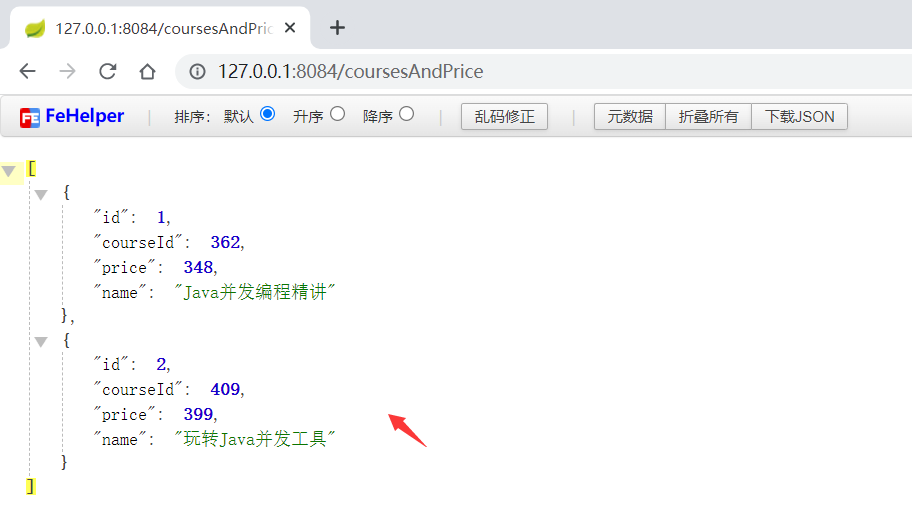 127.0.0.1:8084/coursesAndPric
127.0.0.1:8084/coursesAndPrice
FeHelper | 排序: 默认 升序 降序 | 乱码修正 | 元数据 折叠所有 下载JSON
[
{
"id": 1,
"courseId": 362,
"price": 348,
"name": "Java并发编程精讲"
},
{
"id": 2,
"courseId": 409,
"price": 399,
"name": "玩转Java并发工具"
}
]